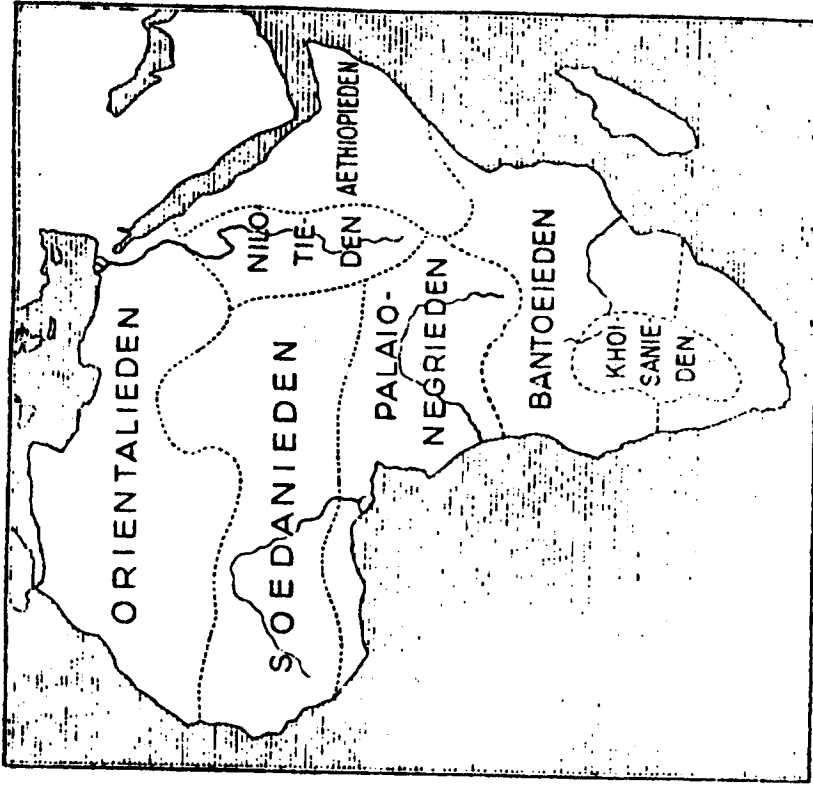 ORIENTALIEDEN
SOEDANIEDEN
NILO-
TIE-
DEN
AETHIOPIEDEN
PALAIO-
NEGRIEDEN
BANTOEIEDEN
KHOI
SANIE
DEN